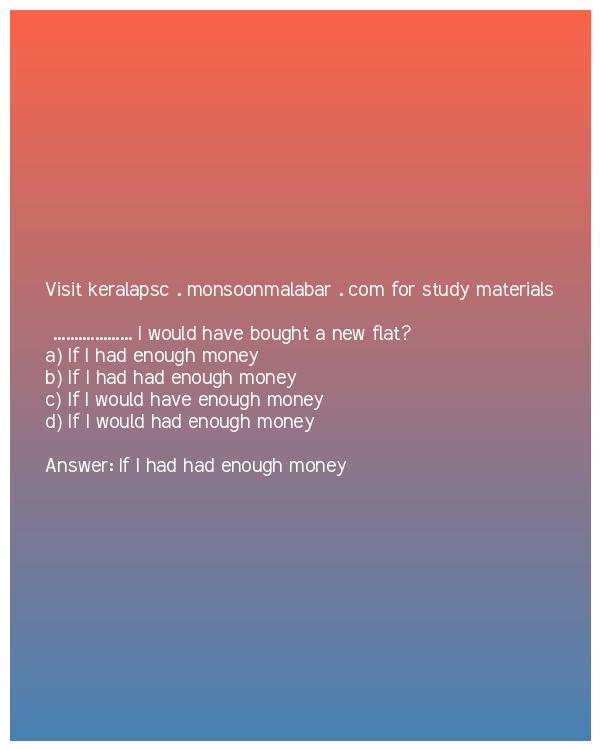 Visit keralapsc . monsoonmalabar . com for study materials
................... I would have bought a new flat?
a) If I had enough money
b) If I had had enough money
c) If I would have enough money
d) If I would had enough money
Answer: If I had had enough money